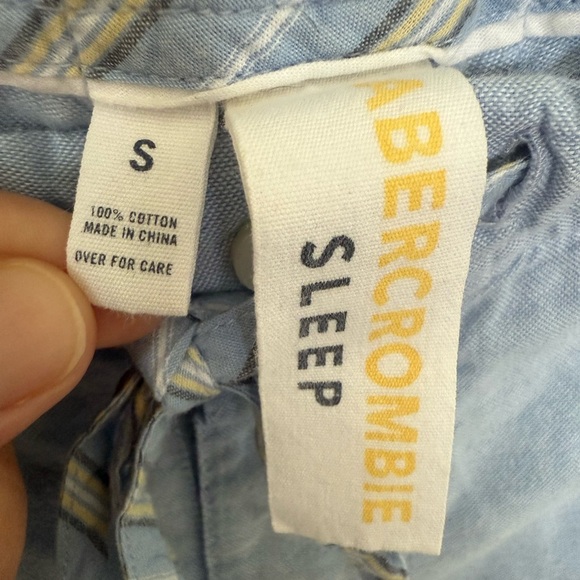 S
100% COTTON
MADE IN CHINA
OVER FOR CARE
ABERCROMBIE
SLEEP